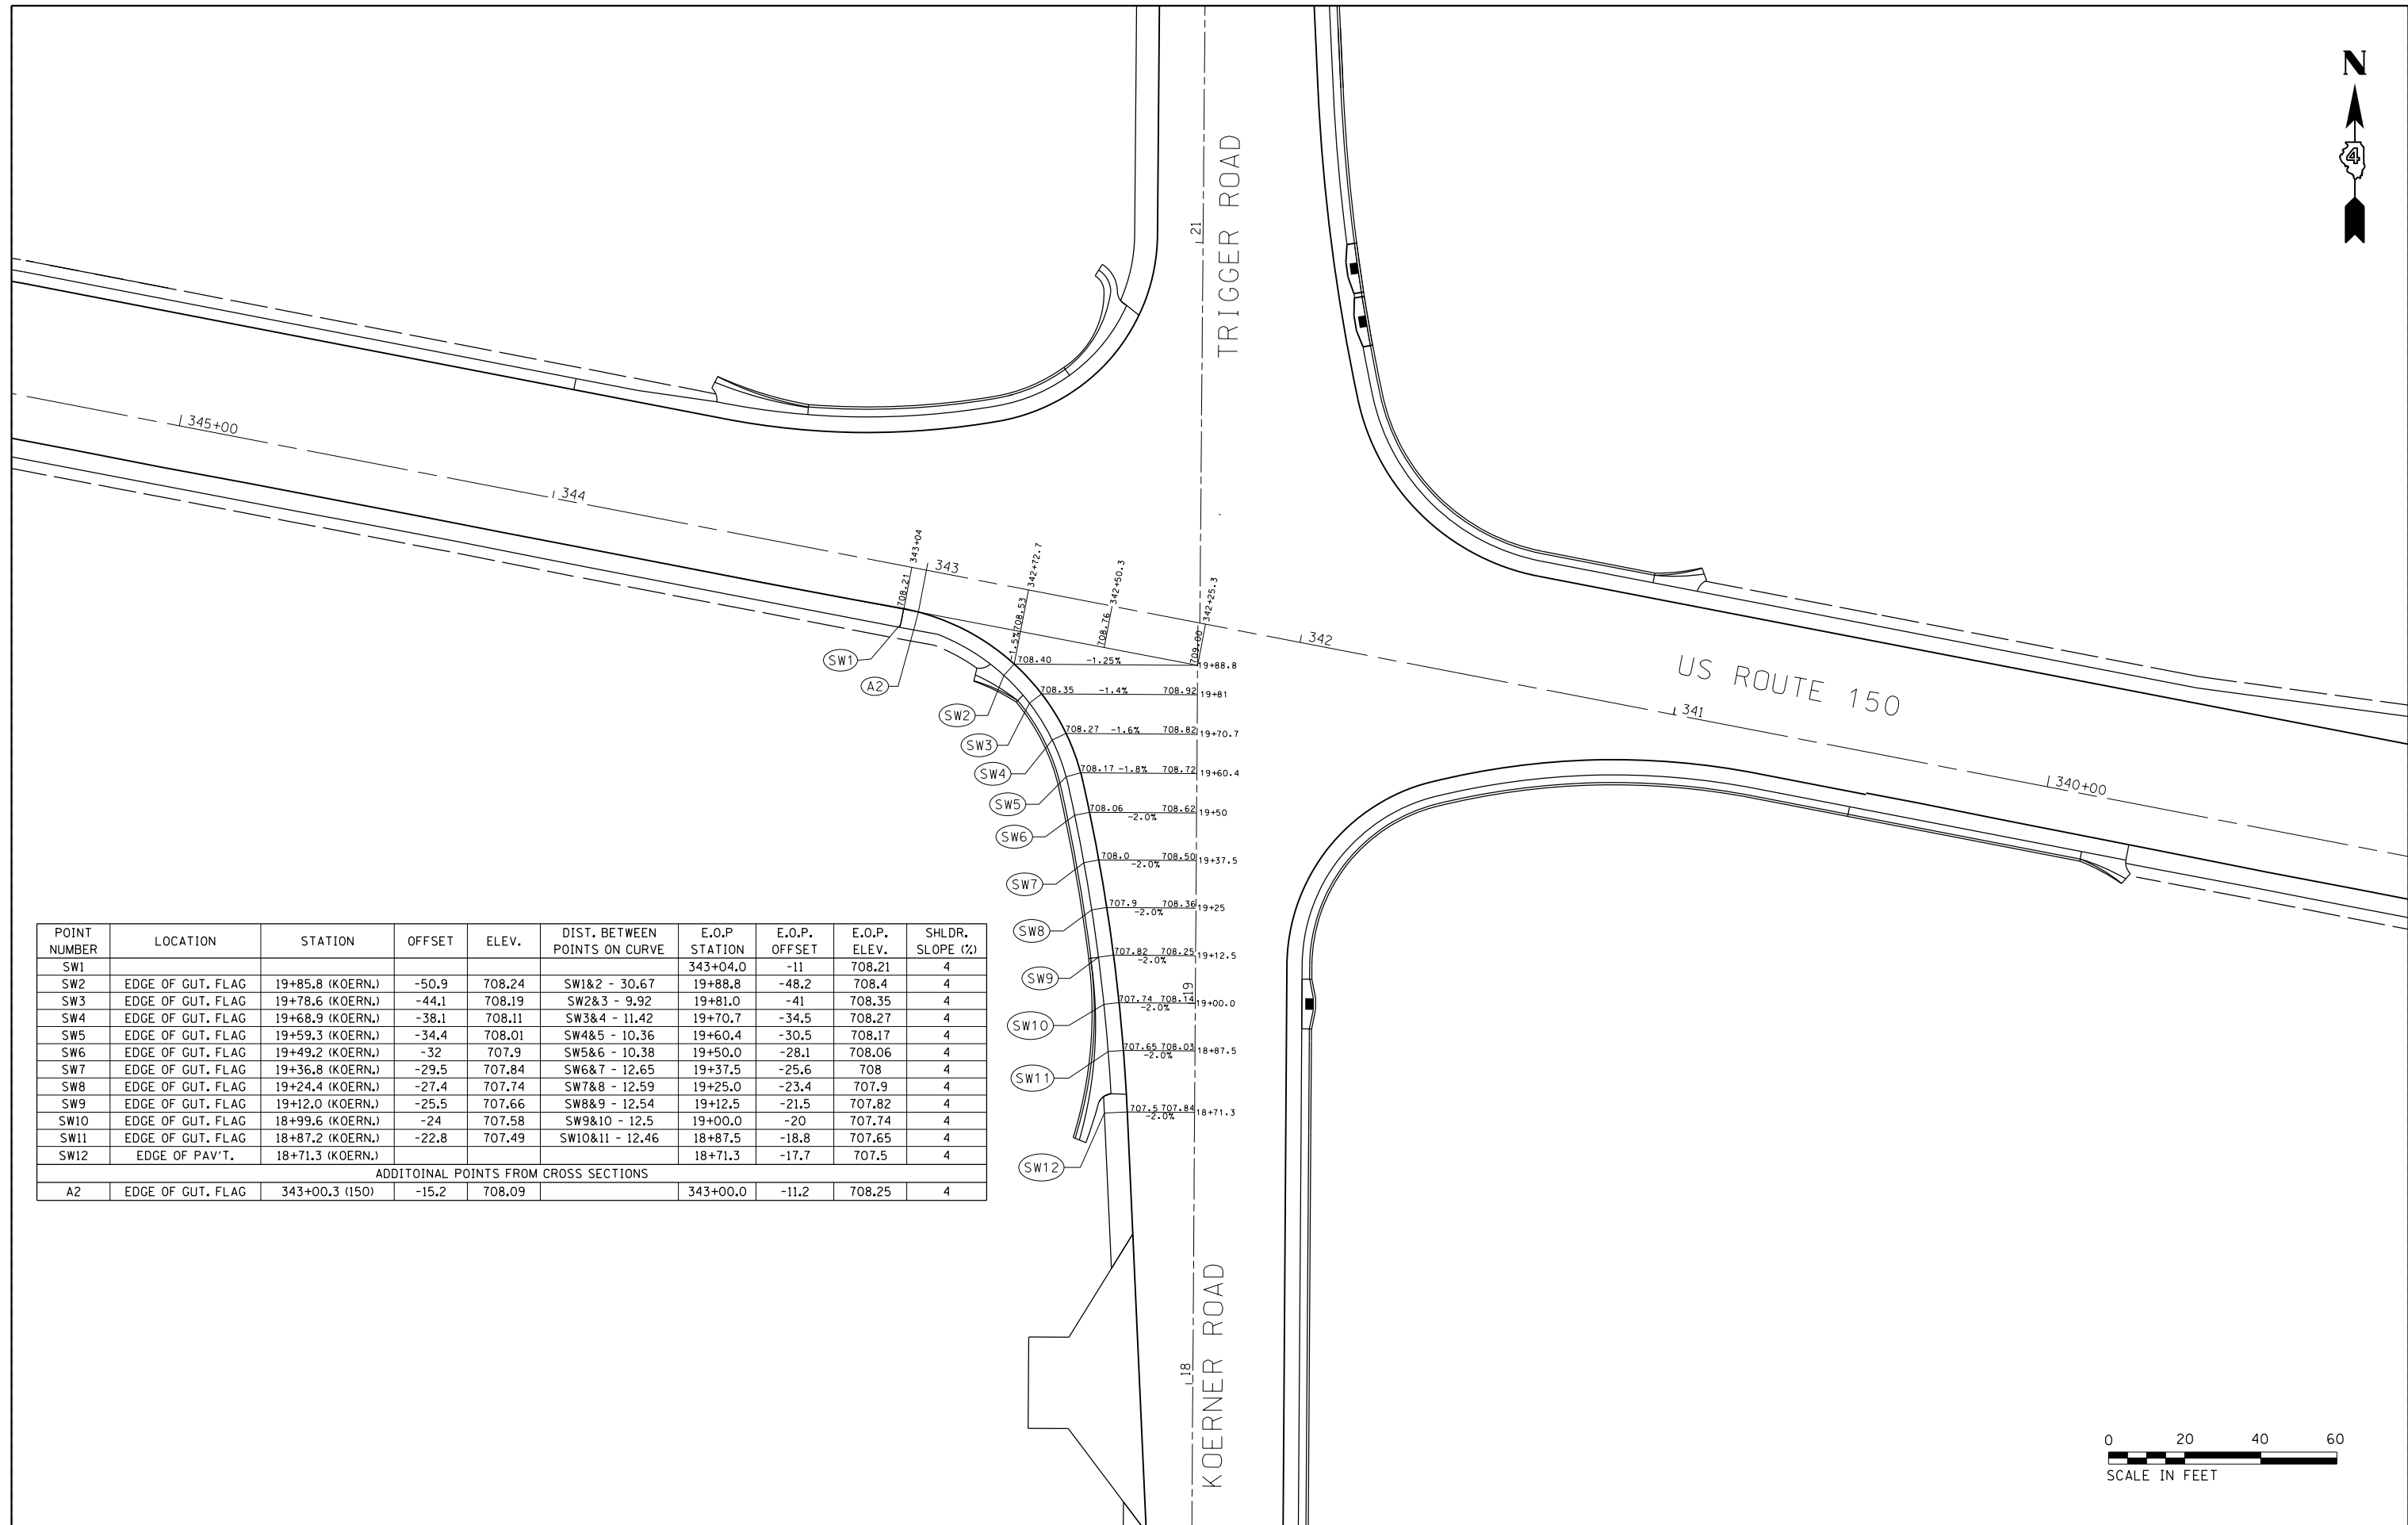 N
4
TRIGGER ROAD
21
345+00
344
343+04
343
342+72.7
342+50.3
342+25.3
708.21
708.53
708.76
709.00
1.5%
342
US ROUTE 150
341
340+00
SW1
A2
SW2
SW3
SW4
SW5
SW6
SW7
SW8
SW9
SW10
SW11
SW12
708.40 -1.25% 19+88.8
708.35 -1.4% 708.92 19+81
708.27 -1.6% 708.82 19+70.7
708.17 -1.8% 708.72 19+60.4
708.06 -2.0% 708.62 19+50
708.0 -2.0% 708.50 19+37.5
707.9 -2.0% 708.36 19+25
707.82 -2.0% 708.25 19+12.5
19
707.74 -2.0% 708.14 19+00.0
707.65 -2.0% 708.03 18+87.5
707.5 -2.0% 707.84 18+71.3
POINT NUMBER LOCATION STATION OFFSET ELEV. DIST. BETWEEN POINTS ON CURVE E.O.P STATION E.O.P. OFFSET E.O.P. ELEV. SHLDR. SLOPE (%)
SW1 343+04.0 -11 708.21 4
SW2 EDGE OF GUT. FLAG 19+85.8 (KOERN.) -50.9 708.24 SW1&2 - 30.67 19+88.8 -48.2 708.4 4
SW3 EDGE OF GUT. FLAG 19+78.6 (KOERN.) -44.1 708.19 SW2&3 - 9.92 19+81.0 -41 708.35 4
SW4 EDGE OF GUT. FLAG 19+68.9 (KOERN.) -38.1 708.11 SW3&4 - 11.42 19+70.7 -34.5 708.27 4
SW5 EDGE OF GUT. FLAG 19+59.3 (KOERN.) -34.4 708.01 SW4&5 - 10.36 19+60.4 -30.5 708.17 4
SW6 EDGE OF GUT. FLAG 19+49.2 (KOERN.) -32 707.9 SW5&6 - 10.38 19+50.0 -28.1 708.06 4
SW7 EDGE OF GUT. FLAG 19+36.8 (KOERN.) -29.5 707.84 SW6&7 - 12.65 19+37.5 -25.6 708 4
SW8 EDGE OF GUT. FLAG 19+24.4 (KOERN.) -27.4 707.74 SW7&8 - 12.59 19+25.0 -23.4 707.9 4
SW9 EDGE OF GUT. FLAG 19+12.0 (KOERN.) -25.5 707.66 SW8&9 - 12.54 19+12.5 -21.5 707.82 4
SW10 EDGE OF GUT. FLAG 18+99.6 (KOERN.) -24 707.58 SW9&10 - 12.5 19+00.0 -20 707.74 4
SW11 EDGE OF GUT. FLAG 18+87.2 (KOERN.) -22.8 707.49 SW10&11 - 12.46 18+87.5 -18.8 707.65 4
SW12 EDGE OF PAV'T. 18+71.3 (KOERN.) 18+71.3 -17.7 707.5 4
ADDITOINAL POINTS FROM CROSS SECTIONS
A2 EDGE OF GUT. FLAG 343+00.3 (150) -15.2 708.09 343+00.0 -11.2 708.25 4
KOERNER ROAD
18
0 20 40 60
SCALE IN FEET